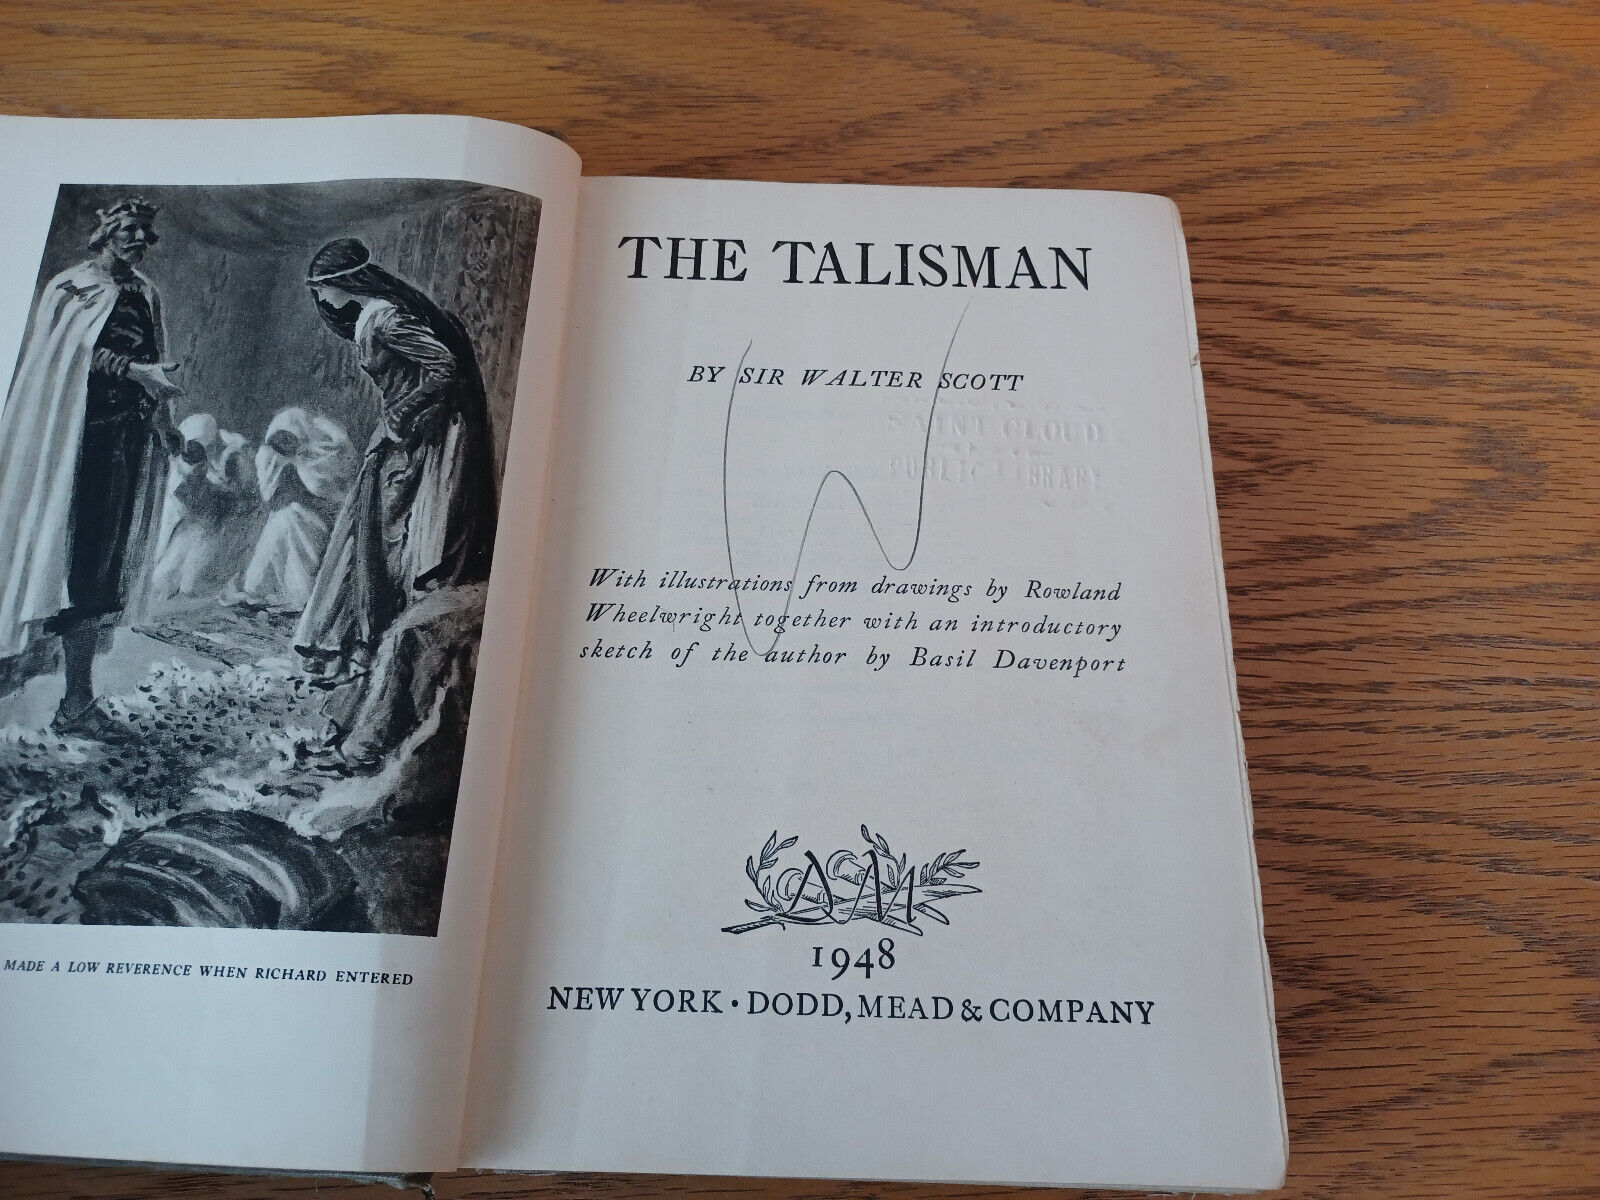 MADE A LOW REVERENCE WHEN RICHARD ENTERED
THE TALISMAN
BY SIR WALTER SCOTT
SAINT CLOUD
PUBLIC LIBRARY
With illustrations from drawings by Rowland
Wheelwright together with an introductory
sketch of the author by Basil Davenport
1948
NEW YORK · DODD, MEAD & COMPANY